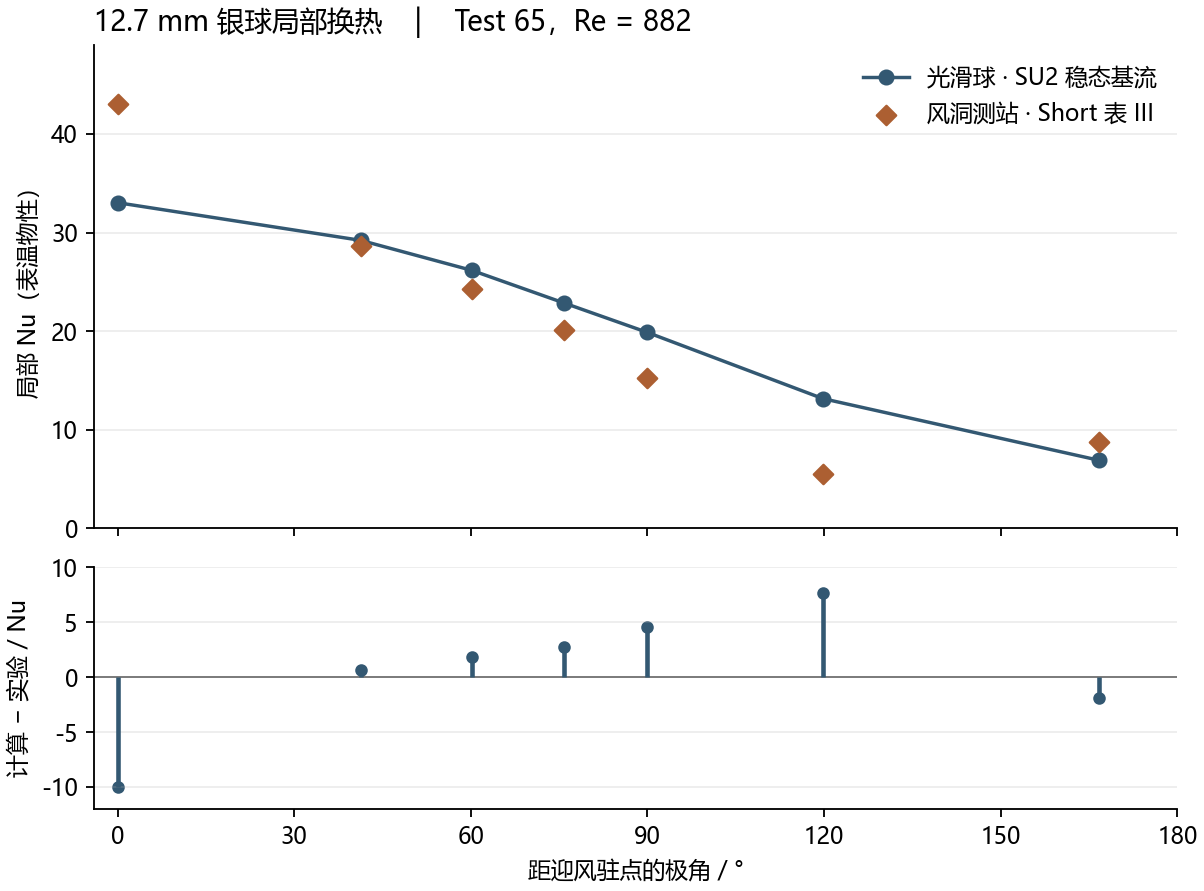 12.7 mm 银球局部换热 | Test 65，Re = 882
光滑球 · SU2 稳态基流
风洞测站 · Short 表 III
局部 Nu（表温物性）
40
30
20
10
0
计算 − 实验 / Nu
10
5
0
-5
-10
0 30 60 90 120 150 180
距迎风驻点的极角 / °